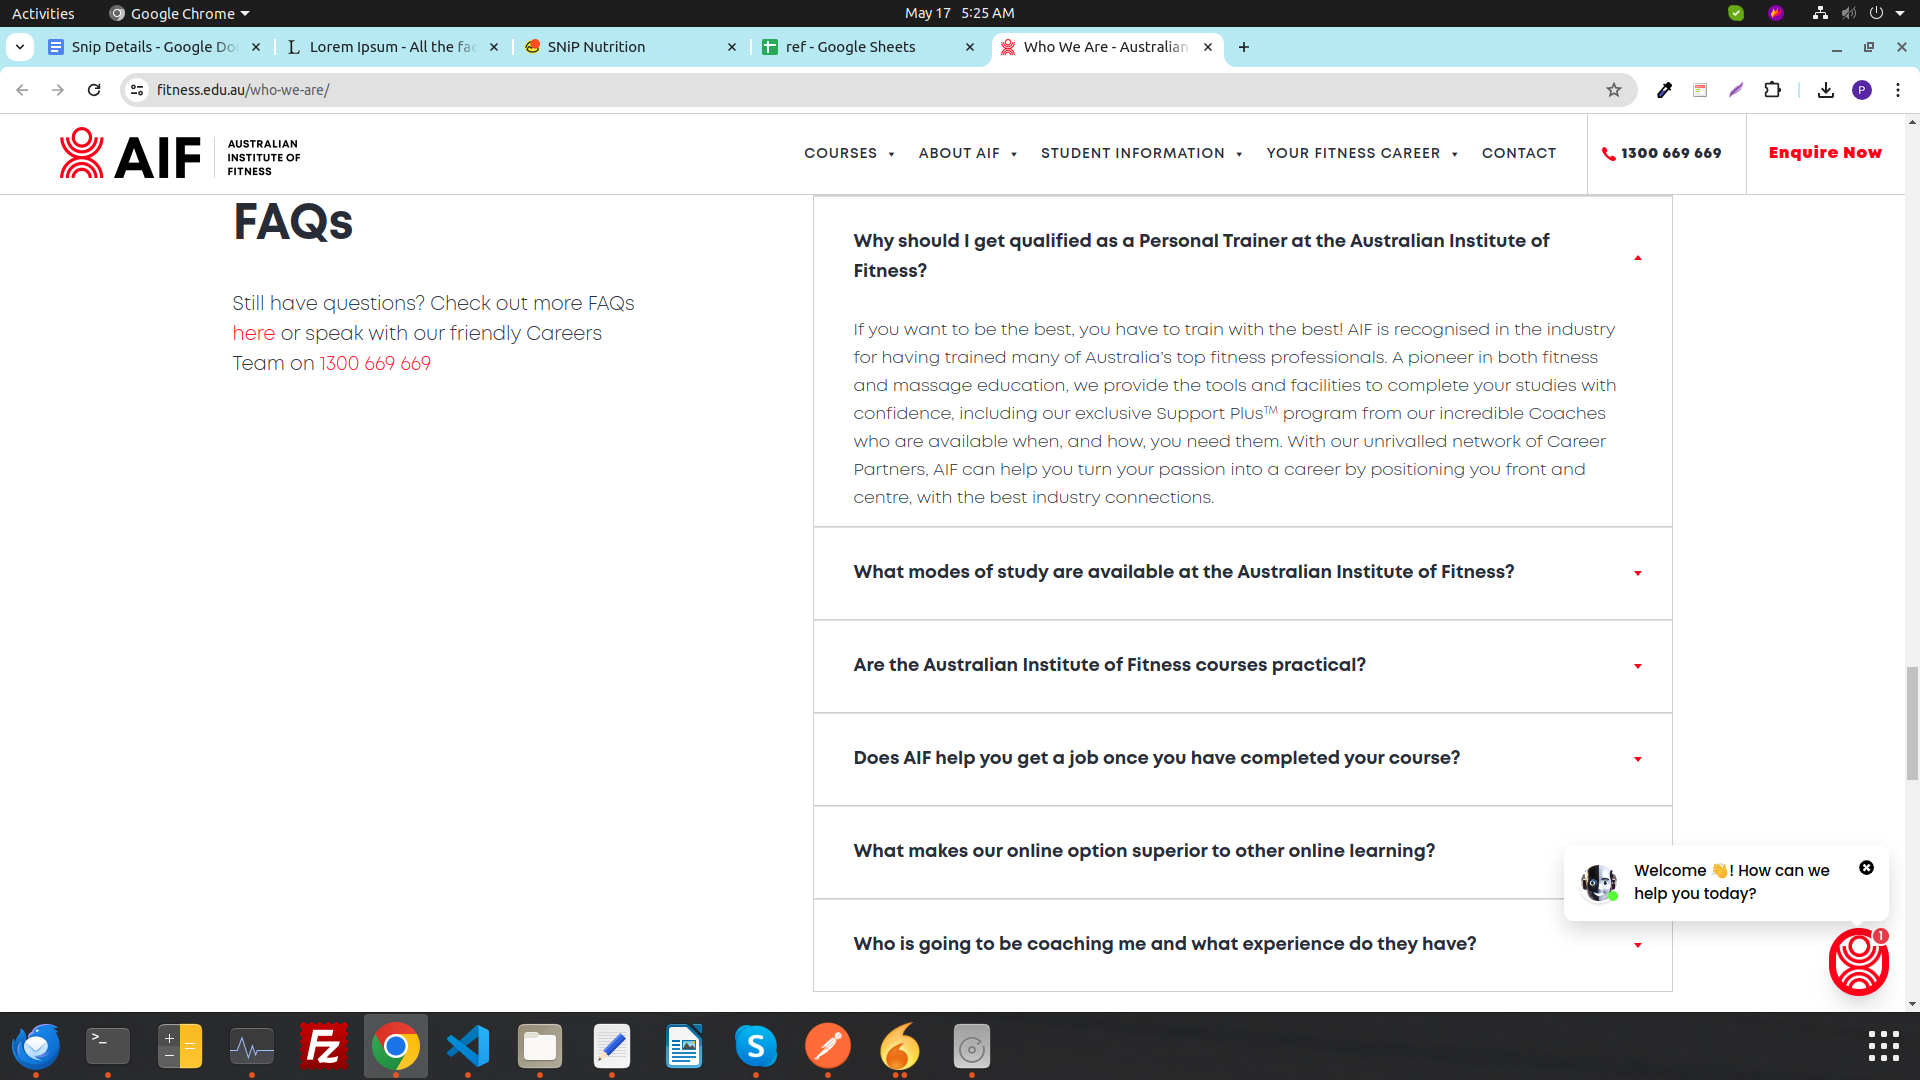 Activities
Google Chrome
May 17 5:25 AM
Snip Details - Google Do
Lorem Ipsum - All the fac
SNiP Nutrition
ref - Google Sheets
Who We Are - Australian
fitness.edu.au/who-we-are/
P
AIF
AUSTRALIAN
INSTITUTE OF
FITNESS
COURSES
ABOUT AIF
STUDENT INFORMATION
YOUR FITNESS CAREER
CONTACT
1300 669 669
Enquire Now
FAQs
Still have questions? Check out more FAQs
here or speak with our friendly Careers
Team on 1300 669 669
Why should I get qualified as a Personal Trainer at the Australian Institute of
Fitness?
If you want to be the best, you have to train with the best! AIF is recognised in the industry
for having trained many of Australia's top fitness professionals. A pioneer in both fitness
and massage education, we provide the tools and facilities to complete your studies with
confidence, including our exclusive Support Plus™ program from our incredible Coaches
who are available when, and how, you need them. With our unrivalled network of Career
Partners, AIF can help you turn your passion into a career by positioning you front and
centre, with the best industry connections.
What modes of study are available at the Australian Institute of Fitness?
Are the Australian Institute of Fitness courses practical?
Does AIF help you get a job once you have completed your course?
What makes our online option superior to other online learning?
Who is going to be coaching me and what experience do they have?
Welcome 👋! How can we
help you today?
1